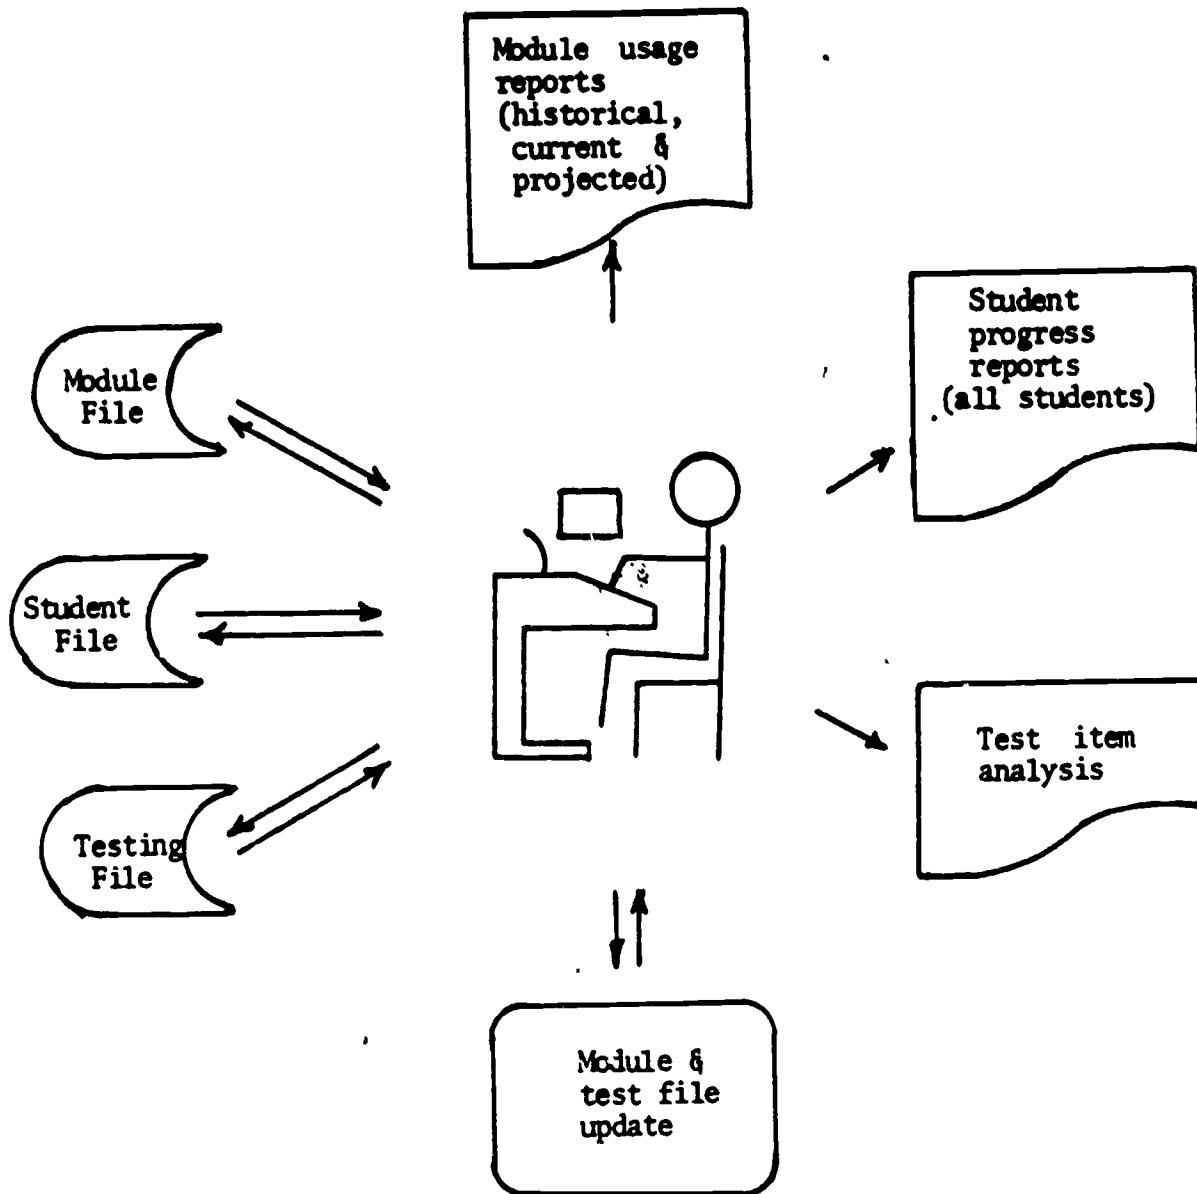 Module usage
reports
(historical,
current &
projected)
Student
progress
reports
(all students)
Module
File
Student
File
Test item
analysis
Testing
File
Module &
test file
update